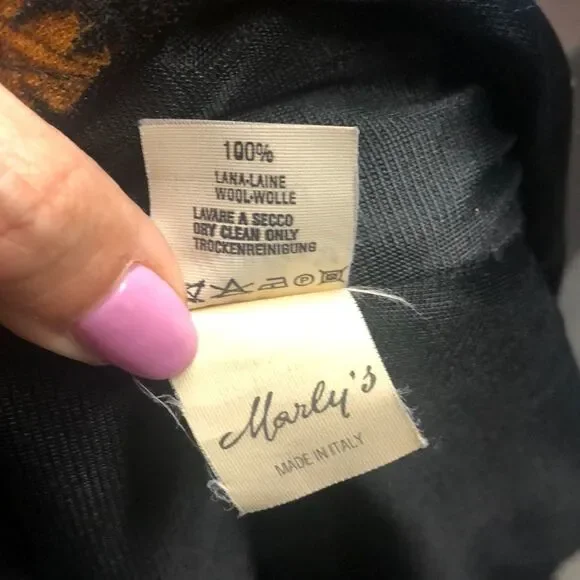 100%
LANA-LAINE
WOOL-WOLLE
LAVARE A SECCO
DRY CLEAN ONLY
TROCKENREINIGUNG
P
Marly's
MADE IN ITALY